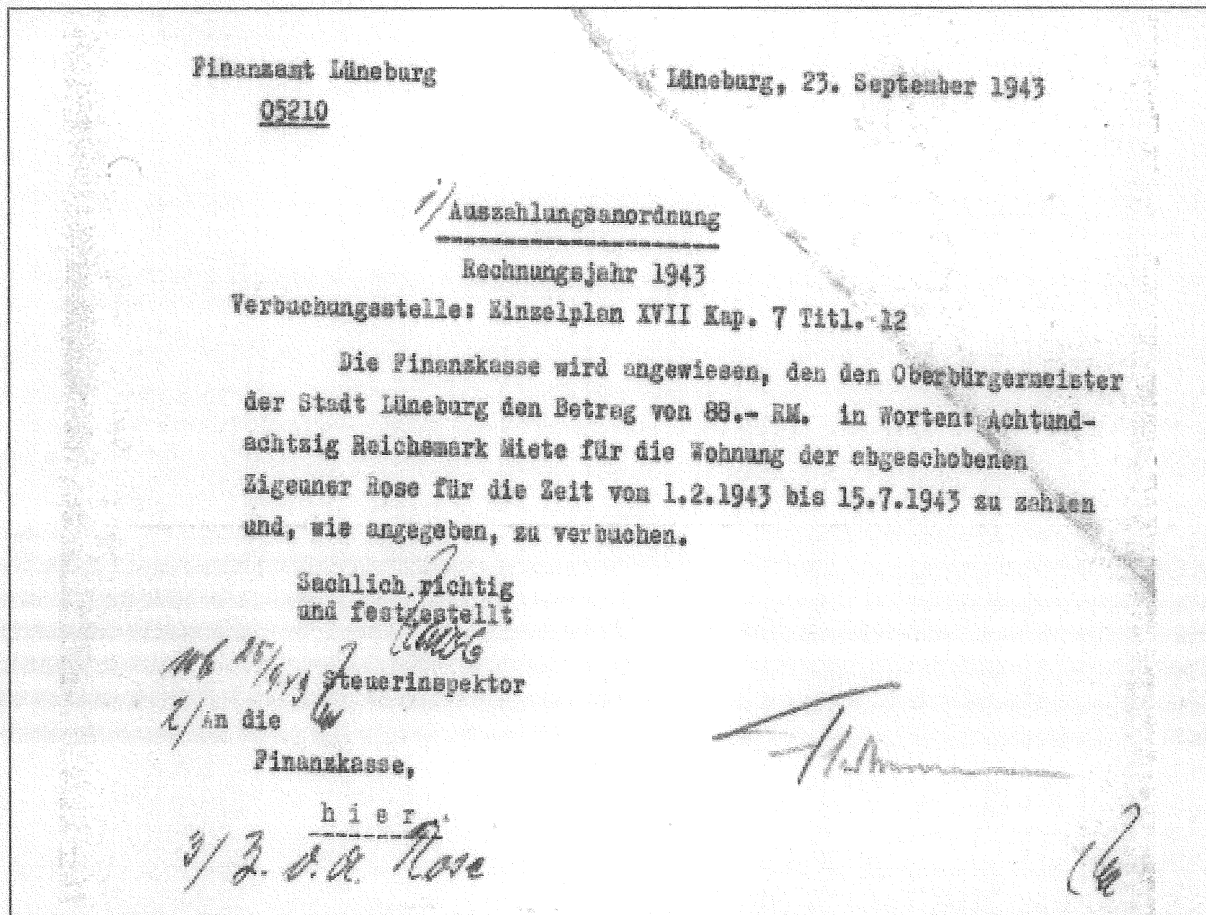 Finanzamt Lüneburg
05210
Lüneburg, 23. September 1943
1/ Auszahlungsanordnung
Rechnungsjahr 1943
Verbuchungsstelle: Einzelplan XVII Kap. 7 Titl. 12
Die Finanzkasse wird angewiesen, den den Oberbürgermeister
der Stadt Lüneburg den Betrag von 88.- RM. in Worten: Achtund-
achtzig Reichsmark Miete für die Wohnung der abgeschobenen
Zigeuner Rose für die Zeit vom 1.2.1943 bis 15.7.1943 zu zahlen
und, wie angegeben, zu verbuchen.
Sachlich richtig
und festgestellt
Steuerinspektor
2/ An die
Finanzkasse,
hier.
3/ Z. d. A. Rose